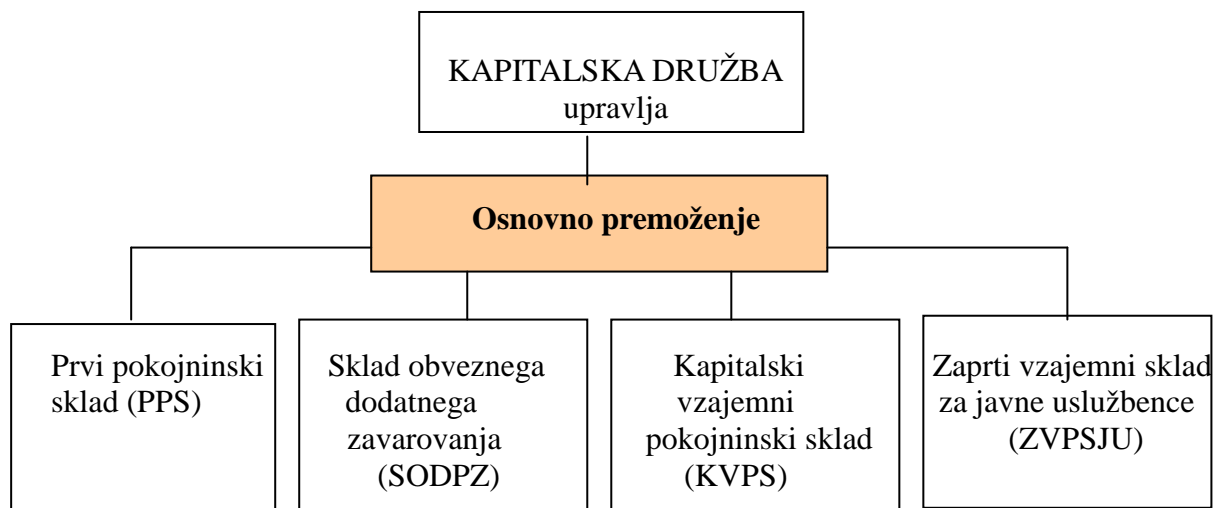 KAPITALSKA DRUŽBA
upravlja
Osnovno premoženje
Prvi pokojninski
sklad (PPS)
Sklad obveznega
dodatnega
zavarovanja
(SODPZ)
Kapitalski
vzajemni
pokojninski sklad
(KVPS)
Zaprti vzajemni sklad
za javne uslužbence
(ZVPSJU)